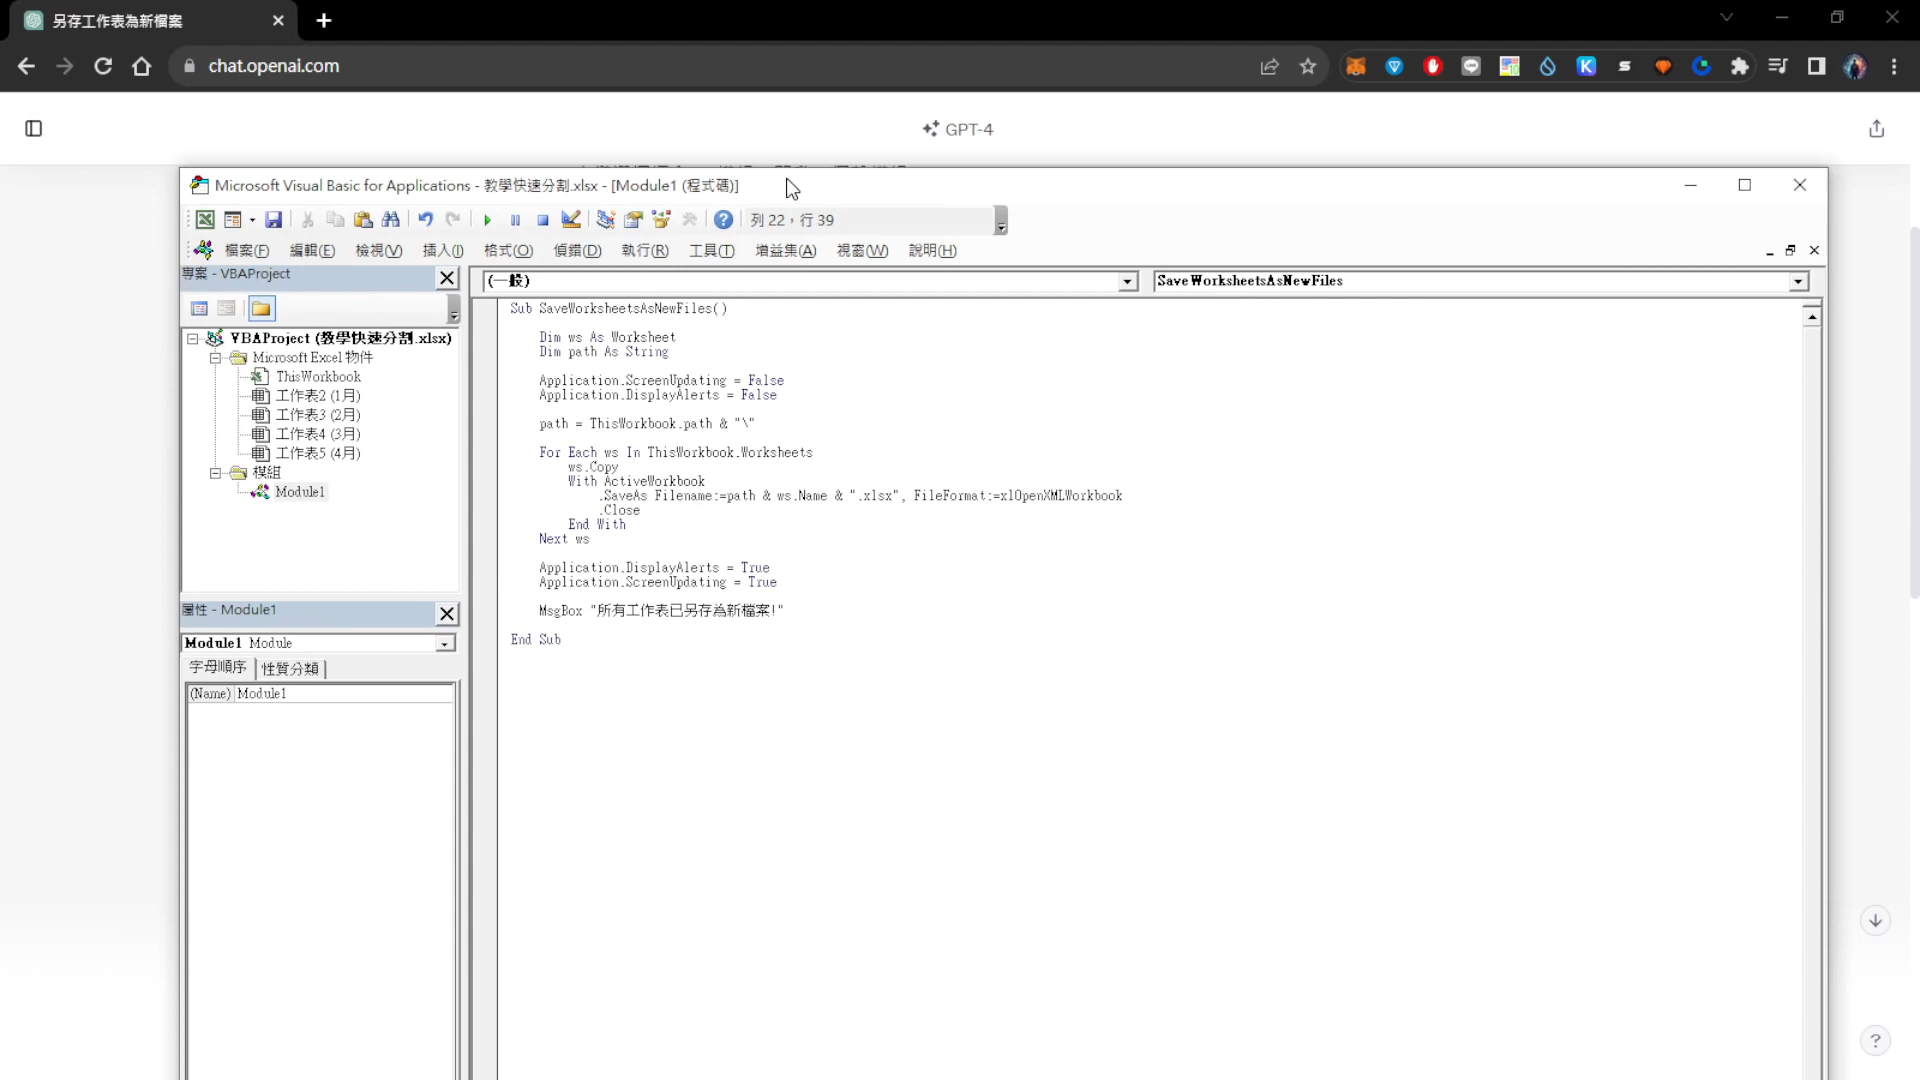 另存工作表為新檔案
chat.openai.com
GPT-4
Microsoft Visual Basic for Applications - 教學快速分割.xlsx - [Module1 (程式碼)]
列 22，行 39
檔案(F) 編輯(E) 檢視(V) 插入(I) 格式(O) 偵錯(D) 執行(R) 工具(T) 增益集(A) 視窗(W) 說明(H)
專案 - VBAProject
(一般)
SaveWorksheetsAsNewFiles
VBAProject (教學快速分割.xlsx)
Microsoft Excel 物件
ThisWorkbook
工作表2 (1月)
工作表3 (2月)
工作表4 (3月)
工作表5 (4月)
模組
Module1
屬性 - Module1
Module1 Module
字母順序 性質分類
(Name) Module1
Sub SaveWorksheetsAsNewFiles()
Dim ws As Worksheet
Dim path As String
Application.ScreenUpdating = False
Application.DisplayAlerts = False
path = ThisWorkbook.path & "\"
For Each ws In ThisWorkbook.Worksheets
ws.Copy
With ActiveWorkbook
.SaveAs Filename:=path & ws.Name & ".xlsx", FileFormat:=xlOpenXMLWorkbook
.Close
End With
Next ws
Application.DisplayAlerts = True
Application.ScreenUpdating = True
MsgBox "所有工作表已另存為新檔案!"
End Sub